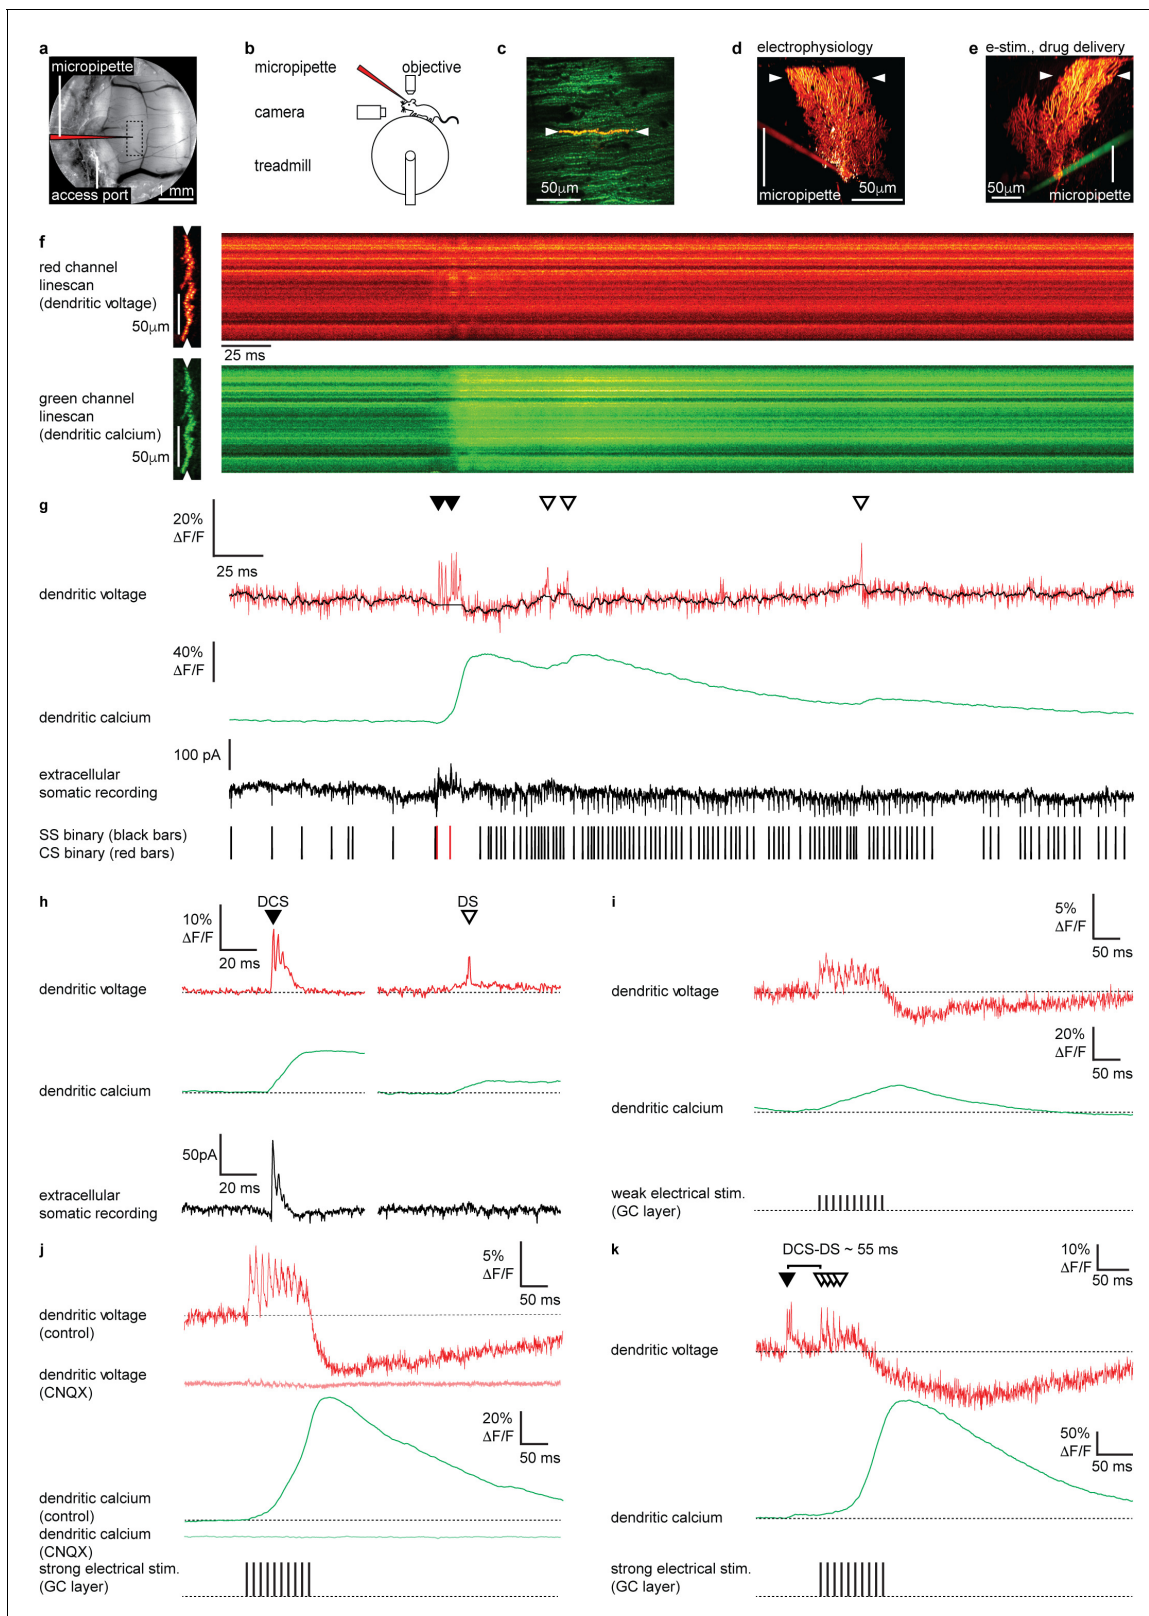 a
micropipette
access port
1 mm
b
micropipette
objective
camera
treadmill
c
50µm
d electrophysiology
micropipette
50µm
e e-stim., drug delivery
50µm
micropipette
f
red channel
linescan
(dendritic voltage)
50µm
25 ms
green channel
linescan
(dendritic calcium)
50µm
g
20%
ΔF/F
25 ms
dendritic voltage
40%
ΔF/F
dendritic calcium
100 pA
extracellular
somatic recording
SS binary (black bars)
CS binary (red bars)
h
DCS
DS
10%
ΔF/F
20 ms
dendritic voltage
dendritic calcium
50pA
20 ms
extracellular
somatic recording
i
5%
ΔF/F
50 ms
dendritic voltage
20%
ΔF/F
50 ms
dendritic calcium
weak electrical stim.
(GC layer)
j
5%
ΔF/F
50 ms
dendritic voltage
(control)
dendritic voltage
(CNQX)
20%
ΔF/F
50 ms
dendritic calcium
(control)
dendritic calcium
(CNQX)
strong electrical stim.
(GC layer)
k
DCS-DS ~ 55 ms
10%
ΔF/F
50 ms
dendritic voltage
50%
ΔF/F
50 ms
dendritic calcium
strong electrical stim.
(GC layer)